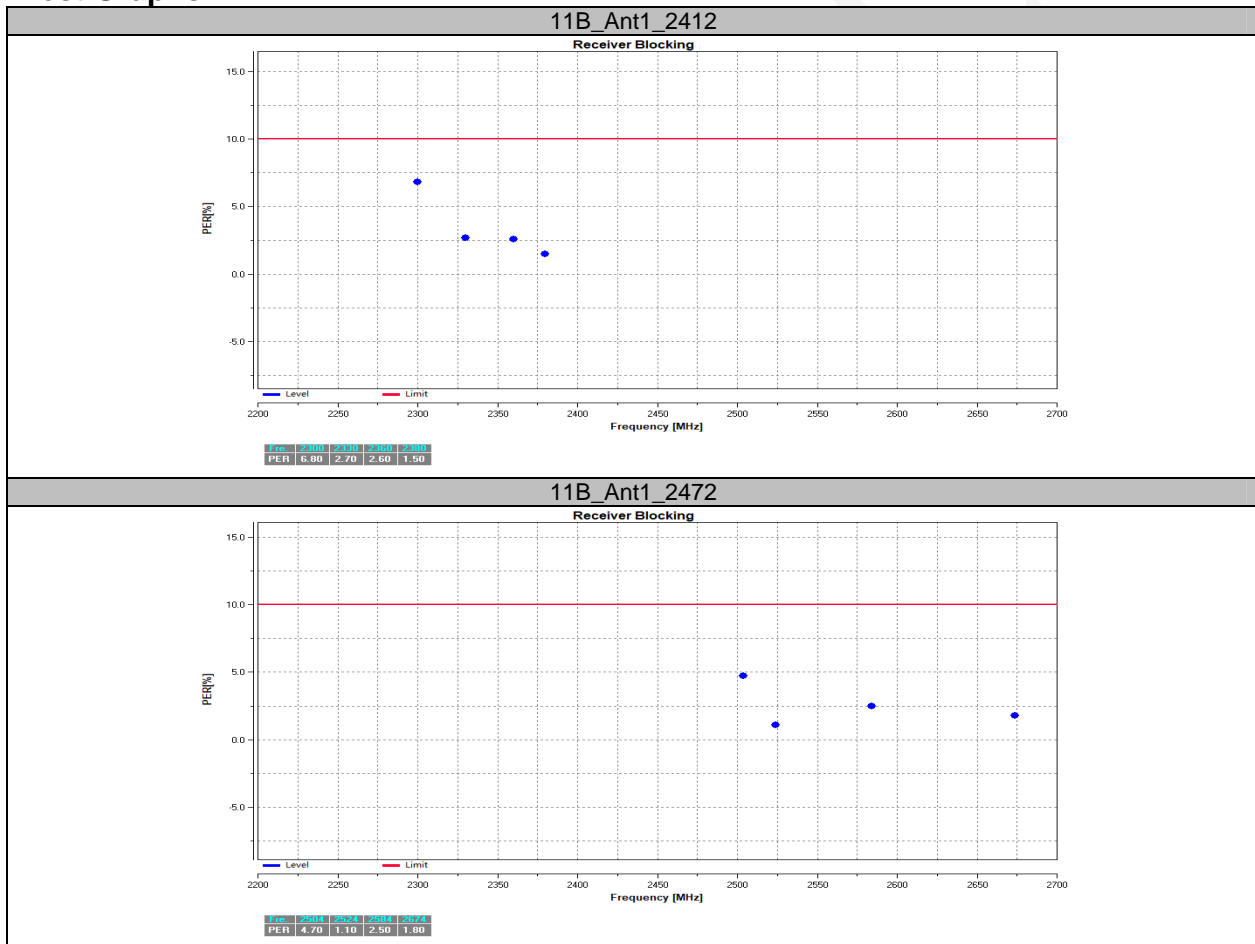 11B_Ant1_2412
Receiver Blocking
15.0
10.0
5.0
0.0
-5.0
PER[%]
Level Limit
2200 2250 2300 2350 2400 2450 2500 2550 2600 2650 2700
Frequency [MHz]
Fre 2300 2330 2360 2380
PER 6.80 2.70 2.60 1.50
11B_Ant1_2472
Receiver Blocking
15.0
10.0
5.0
0.0
-5.0
PER[%]
Level Limit
2200 2250 2300 2350 2400 2450 2500 2550 2600 2650 2700
Frequency [MHz]
Fre 2504 2524 2584 2674
PER 4.70 1.10 2.50 1.80